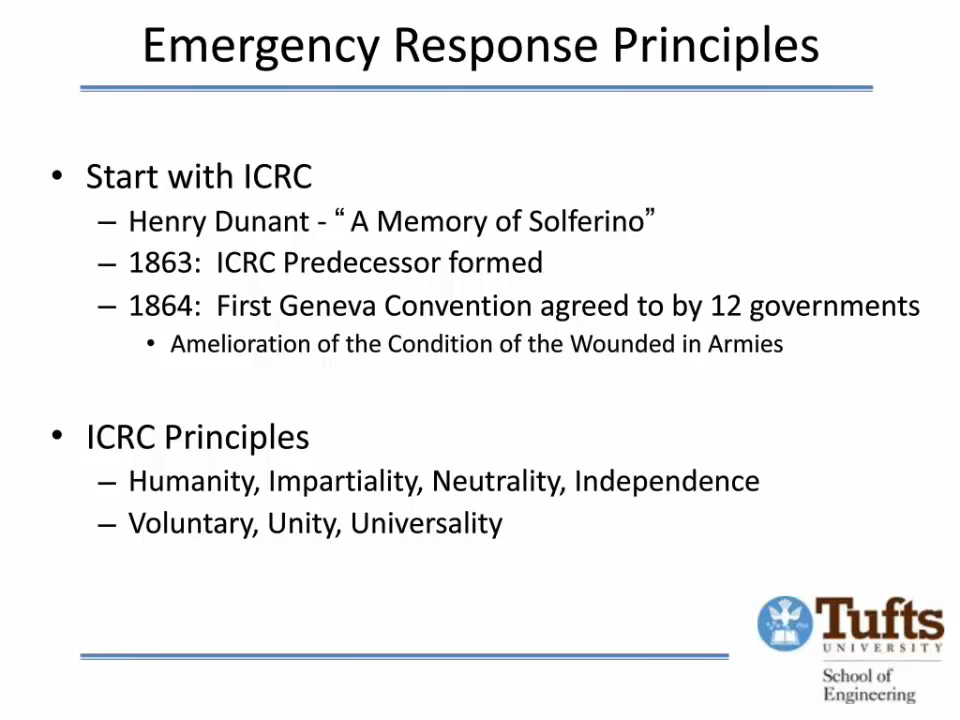 Emergency Response Principles
• Start with ICRC
– Henry Dunant - “ A Memory of Solferino”
– 1863:  ICRC Predecessor formed
– 1864:  First Geneva Convention agreed to by 12 governments
• Amelioration of the Condition of the Wounded in Armies
• ICRC Principles
– Humanity, Impartiality, Neutrality, Independence
– Voluntary, Unity, Universality
Tufts
UNIVERSITY
School of
Engineering